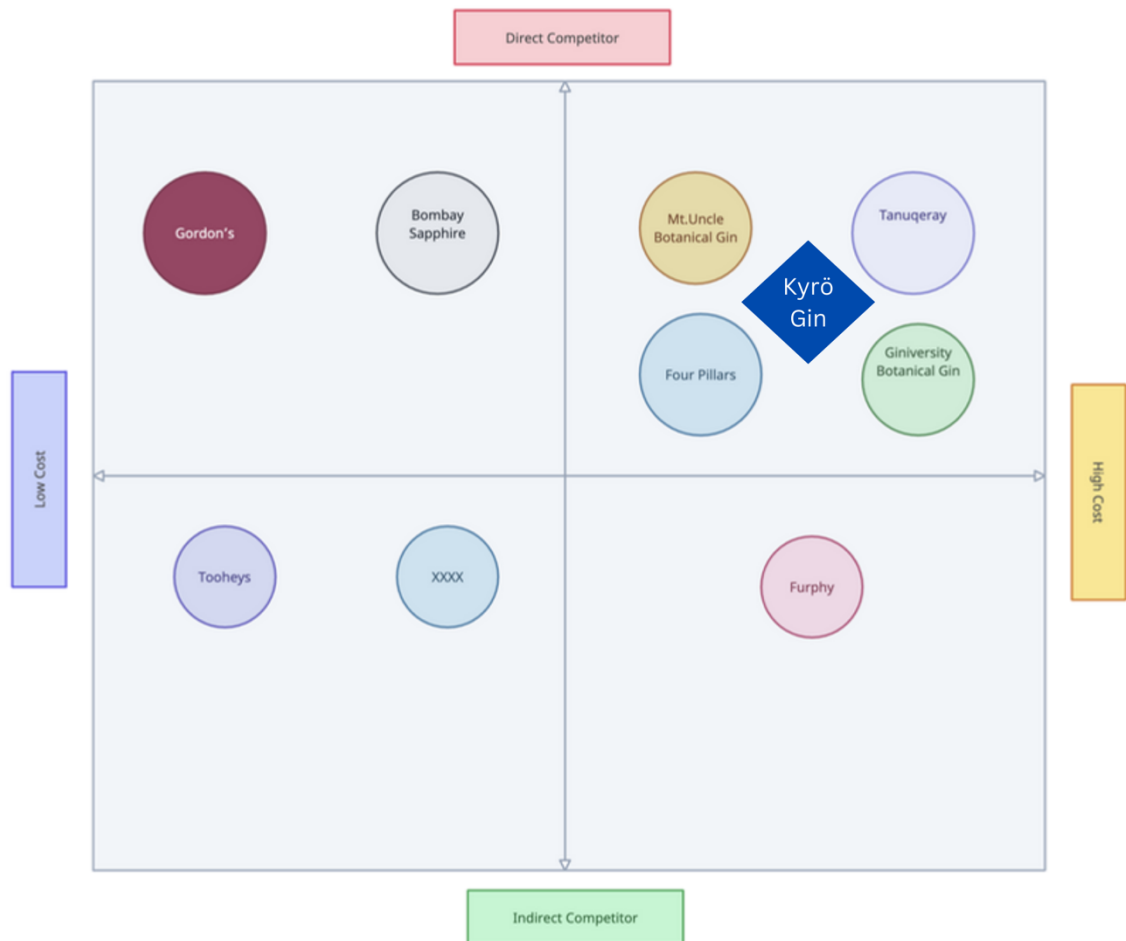 Direct Competitor
Gordon's
Bombay
Sapphire
Mt.Uncle
Botanical Gin
Tanuqeray
Kyrö
Gin
Four Pillars
Giniversity
Botanical Gin
Low Cost
High Cost
Tooheys
XXXX
Furphy
Indirect Competitor